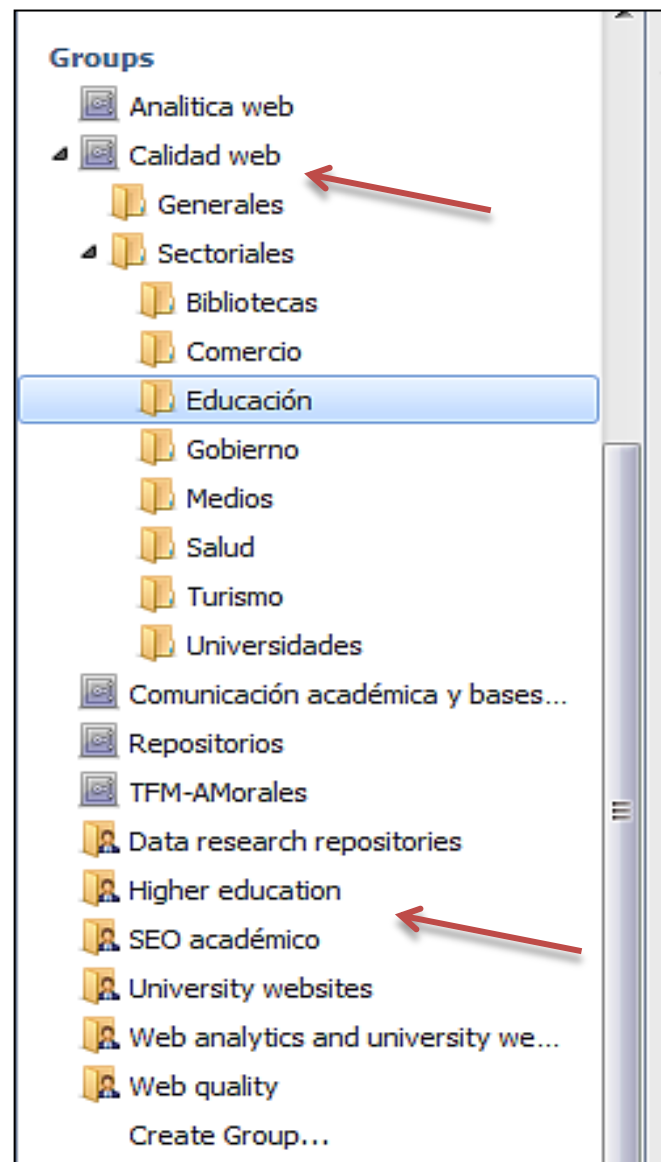 Groups
Analitica web
Calidad web
Generales
Sectoriales
Bibliotecas
Comercio
Educación
Gobierno
Medios
Salud
Turismo
Universidades
Comunicación académica y bases...
Repositorios
TFM-AMorales
Data research repositories
Higher education
SEO académico
University websites
Web analytics and university we...
Web quality
Create Group...